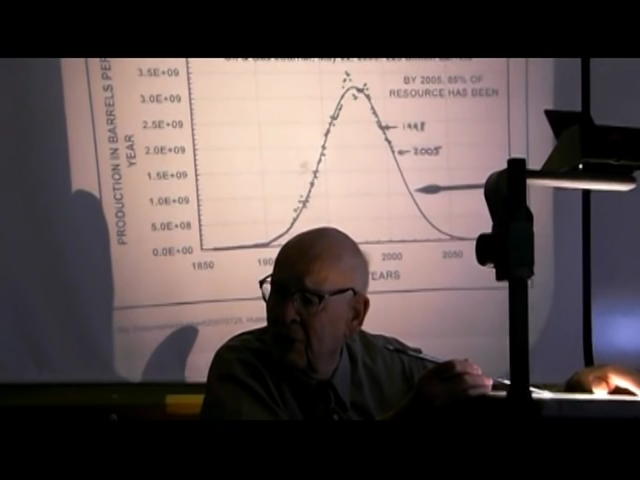 BY 2005, 85% OF
RESOURCE HAS BEEN
PRODUCTION IN BARRELS PER
YEAR
3.5E+09
3.0E+09
2.5E+09
2.0E+09
1.5E+09
1.0E+09
5.0E+08
0.0E+00
1998
2005
1850
190
2000
2050
YEARS